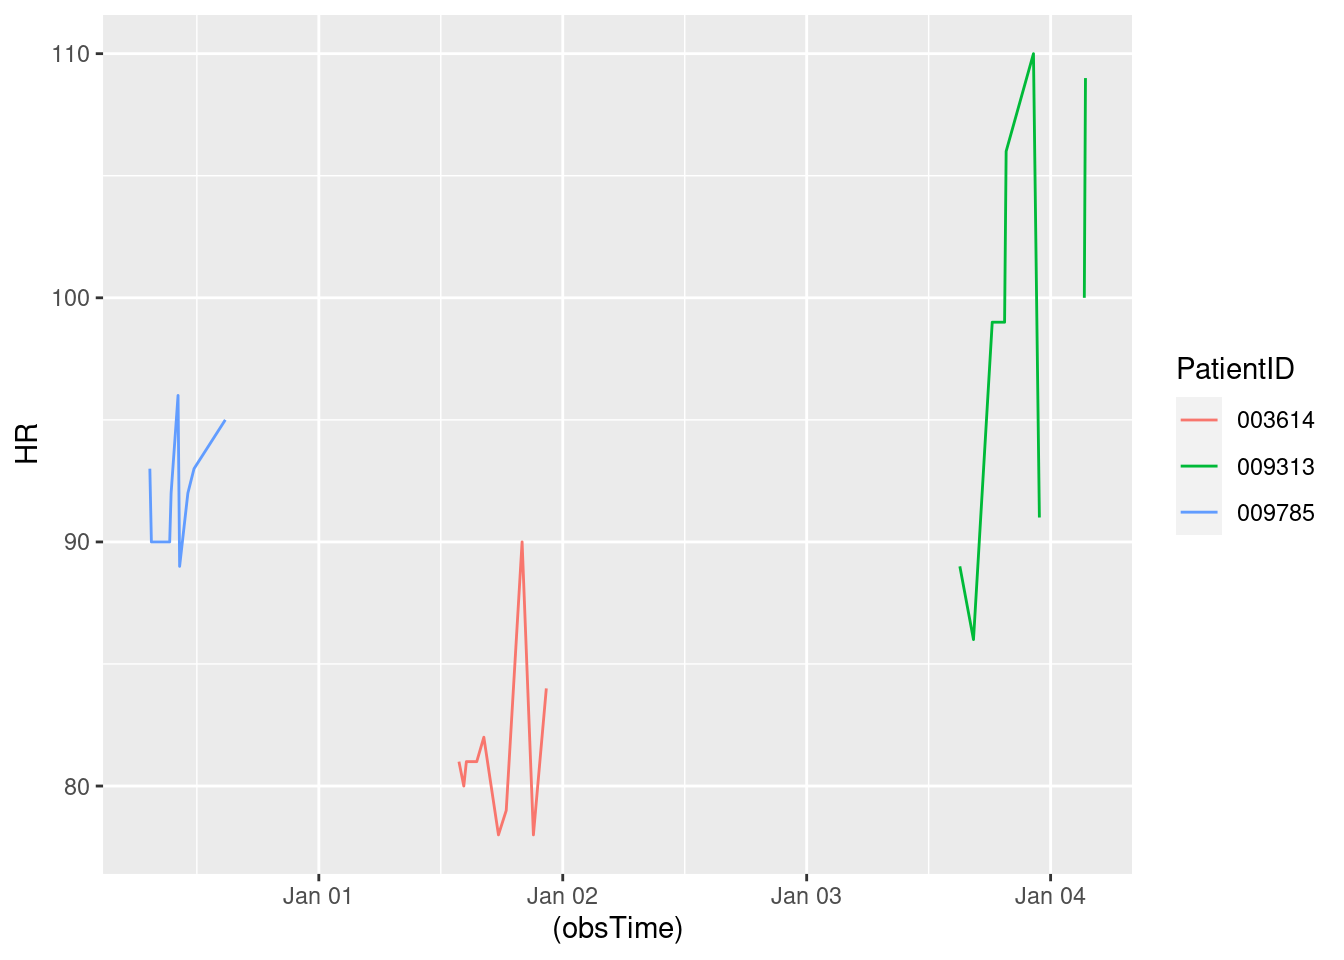 110
100
90
80
HR
Jan 01
Jan 02
Jan 03
Jan 04
(obsTime)
PatientID
003614
009313
009785